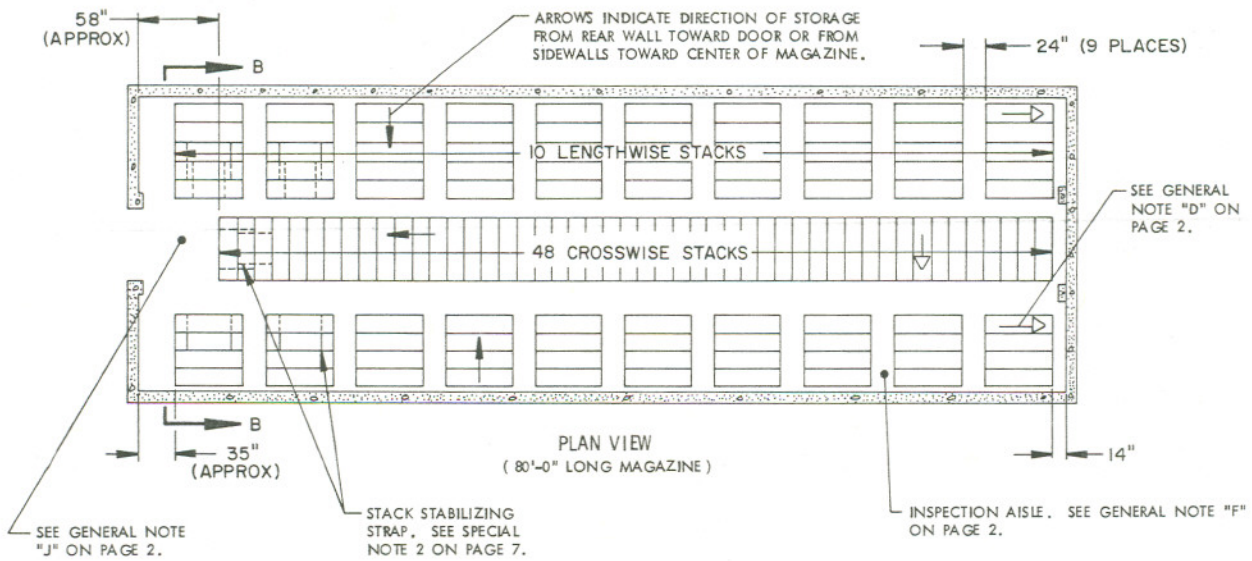 58"
(APPROX)
ARROWS INDICATE DIRECTION OF STORAGE
FROM REAR WALL TOWARD DOOR OR FROM
SIDEWALLS TOWARD CENTER OF MAGAZINE.
24" (9 PLACES)
B
10 LENGTHWISE STACKS
SEE GENERAL
NOTE "D" ON
PAGE 2.
48 CROSSWISE STACKS
B
35"
(APPROX)
PLAN VIEW
(80'-0" LONG MAGAZINE)
14"
SEE GENERAL NOTE
"J" ON PAGE 2.
STACK STABILIZING
STRAP. SEE SPECIAL
NOTE 2 ON PAGE 7.
INSPECTION AISLE. SEE GENERAL NOTE "F"
ON PAGE 2.